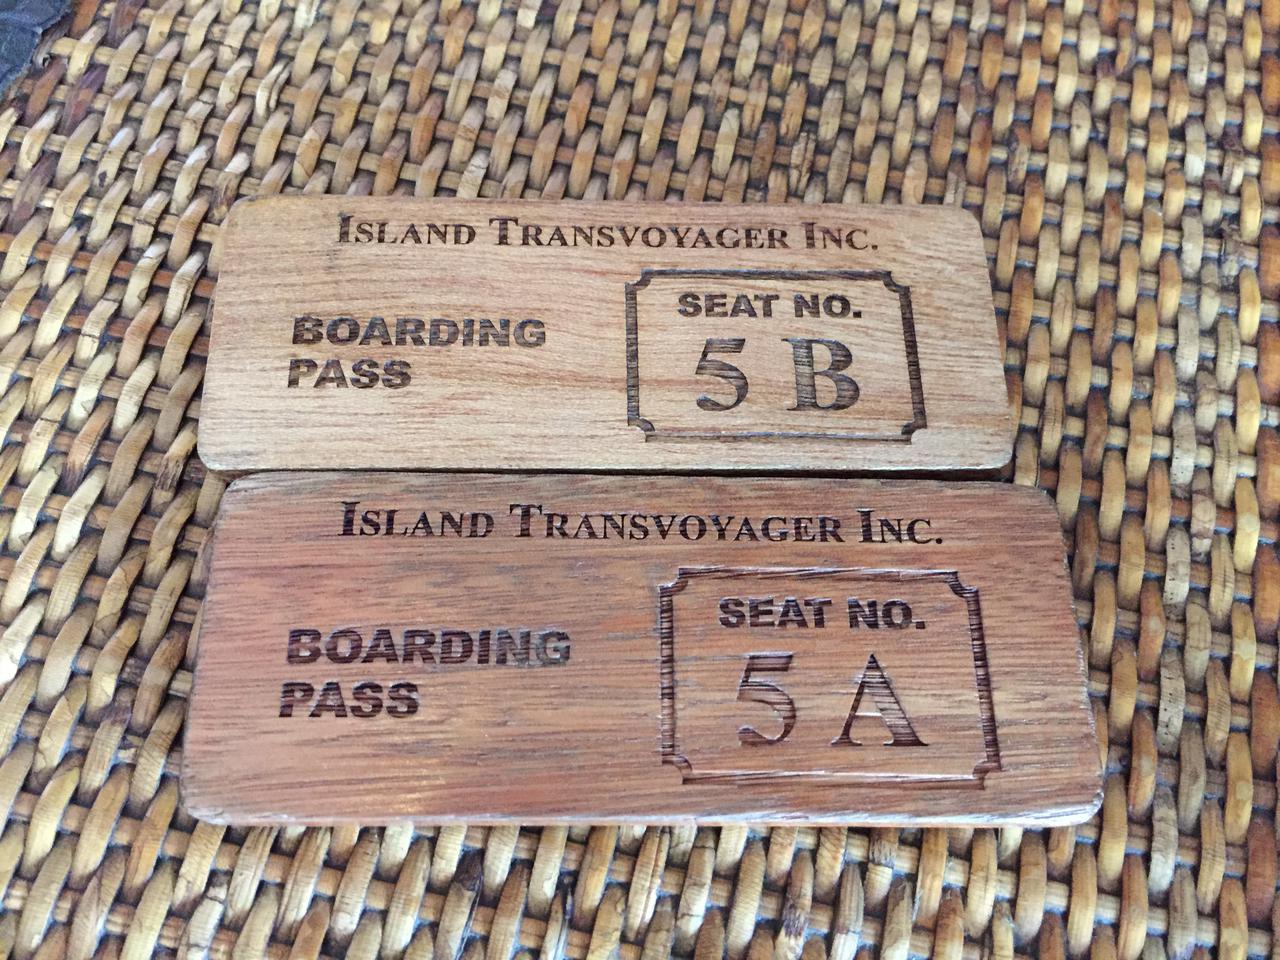 ISLAND TRANSVOYAGER INC.
BOARDING
PASS
SEAT NO.
5 B
ISLAND TRANSVOYAGER INC.
BOARDING
PASS
SEAT NO.
5 A